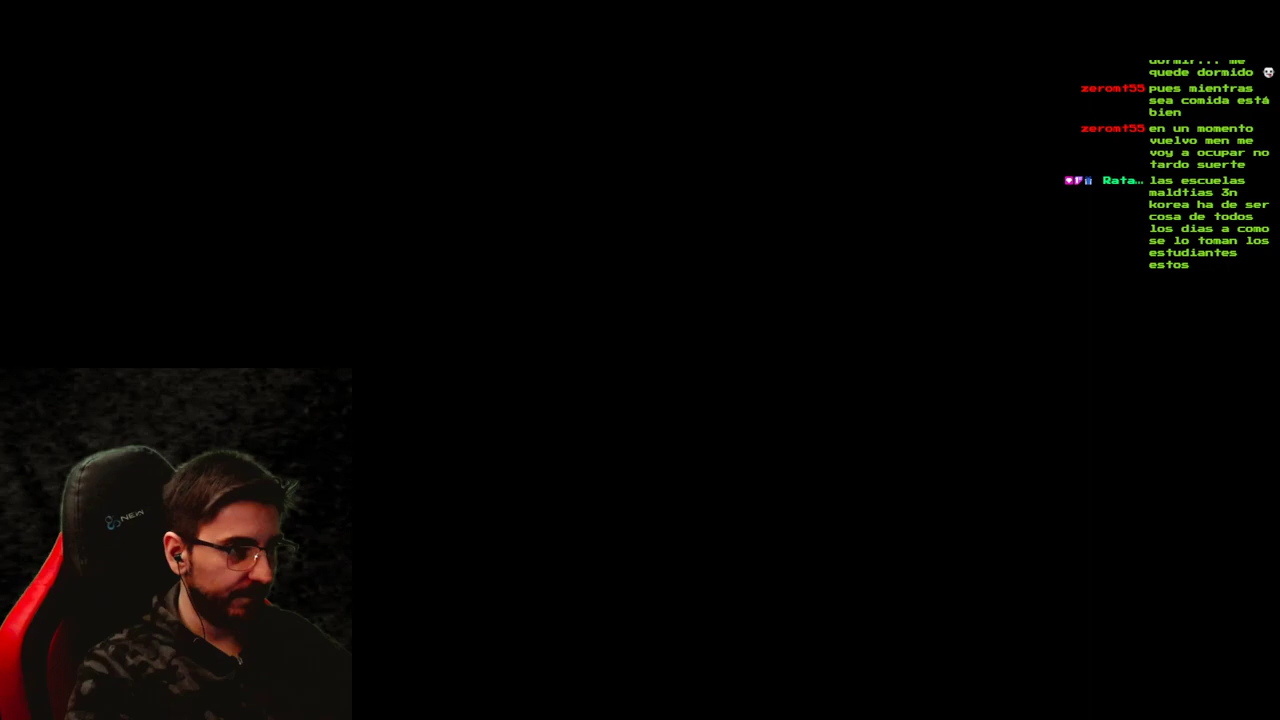 quede dormido
zeromt55 pues mientras
sea comida está
bien
zeromt55 en un momento
vuelvo men me
voy a ocupar no
tardo suerte
Rata… las escuelas
maldtias 3n
korea ha de ser
cosa de todos
los dias a como
se lo toman los
estudiantes
estos
NEW